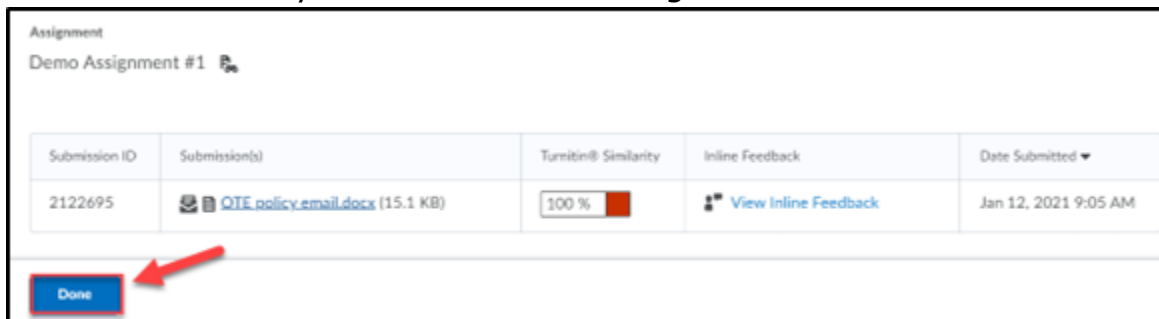 Assignment
Demo Assignment #1
Submission ID Submission(s) Turnitin® Similarity Inline Feedback Date Submitted
2122695 OTE policy email.docx (15.1 KB) 100 % View Inline Feedback Jan 12, 2021 9:05 AM
Done